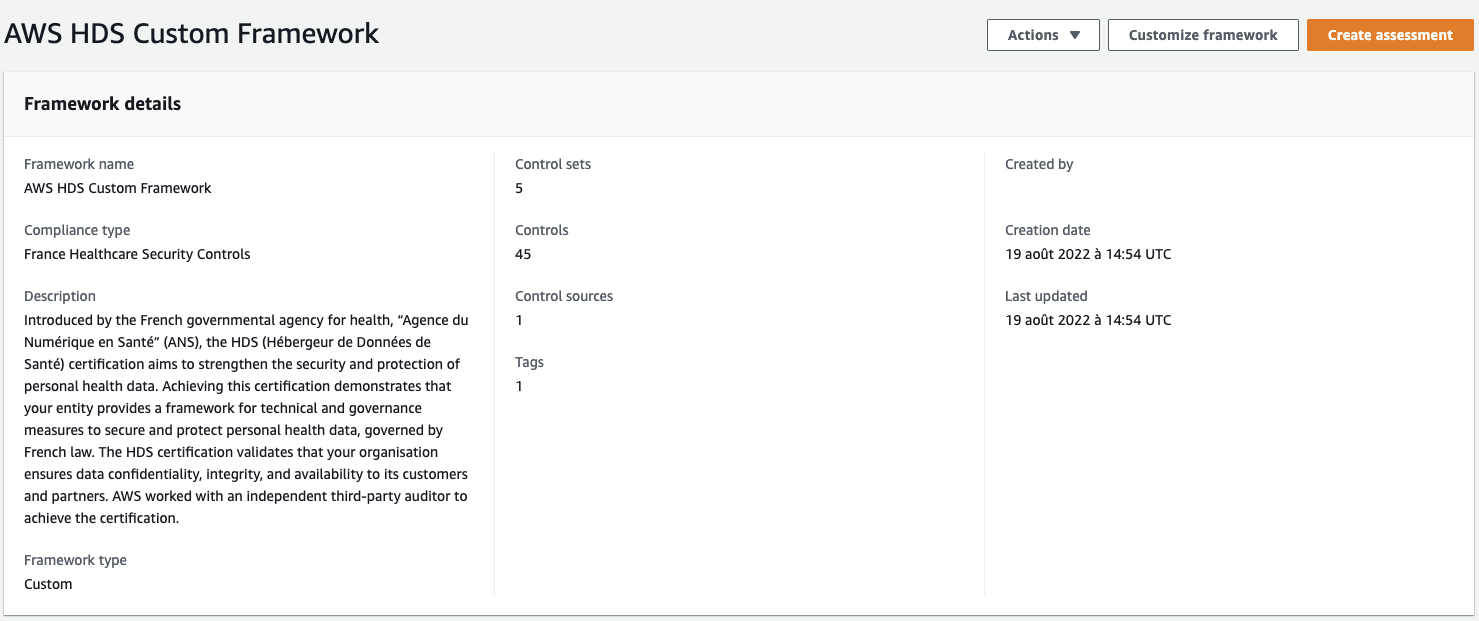 AWS HDS Custom Framework
Actions
Customize framework
Create assessment
Framework details
Framework name
AWS HDS Custom Framework
Compliance type
France Healthcare Security Controls
Description
Introduced by the French governmental agency for health, “Agence du
Numérique en Santé” (ANS), the HDS (Hébergeur de Données de
Santé) certification aims to strengthen the security and protection of
personal health data. Achieving this certification demonstrates that
your entity provides a framework for technical and governance
measures to secure and protect personal health data, governed by
French law. The HDS certification validates that your organisation
ensures data confidentiality, integrity, and availability to its customers
and partners. AWS worked with an independent third-party auditor to
achieve the certification.
Framework type
Custom
Control sets
5
Controls
45
Control sources
1
Tags
1
Created by
Creation date
19 août 2022 à 14:54 UTC
Last updated
19 août 2022 à 14:54 UTC